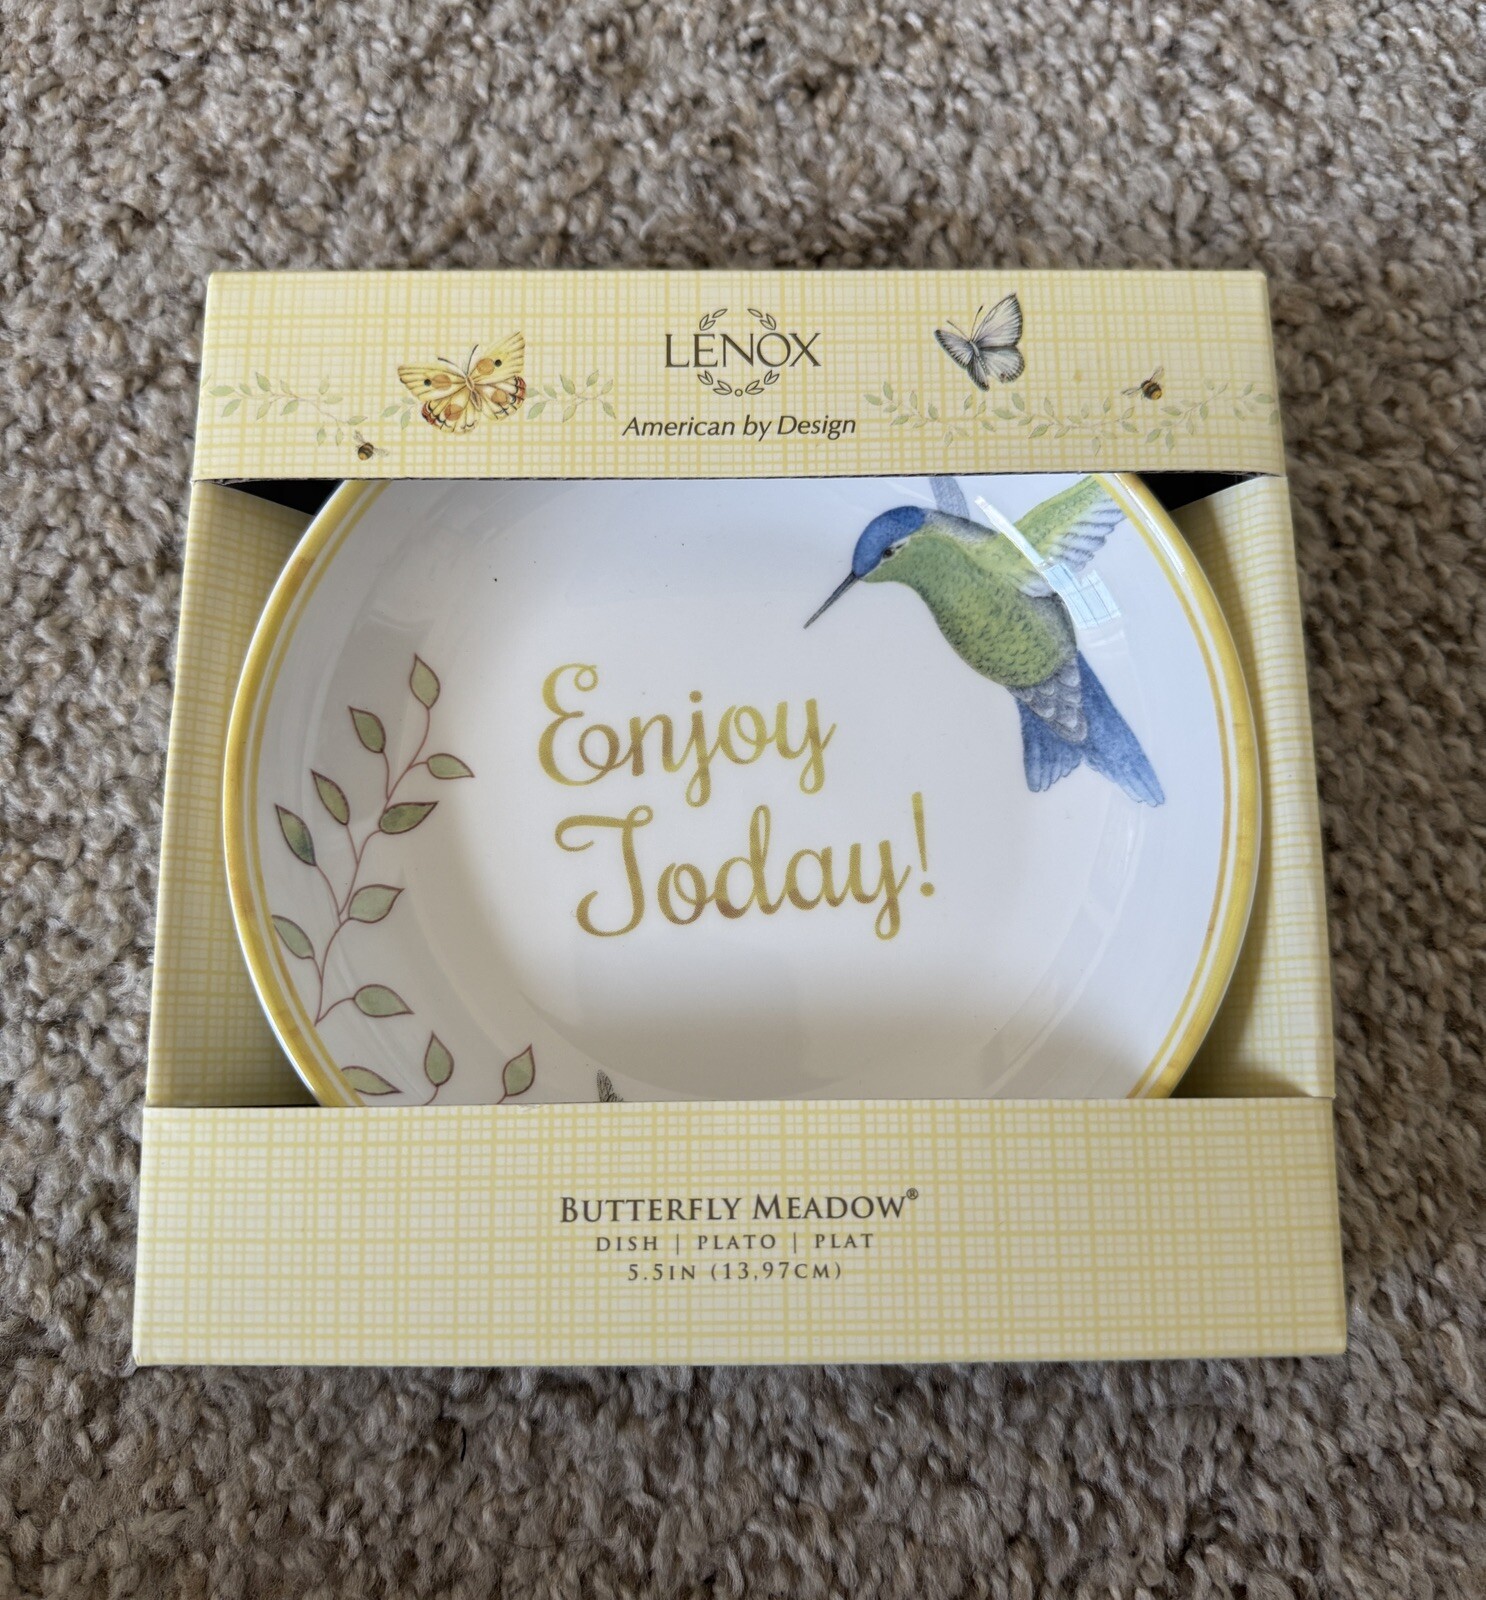 LENOX
American by Design
Enjoy
Today!
BUTTERFLY MEADOW®
DISH | PLATO | PLAT
5.5IN (13,97CM)